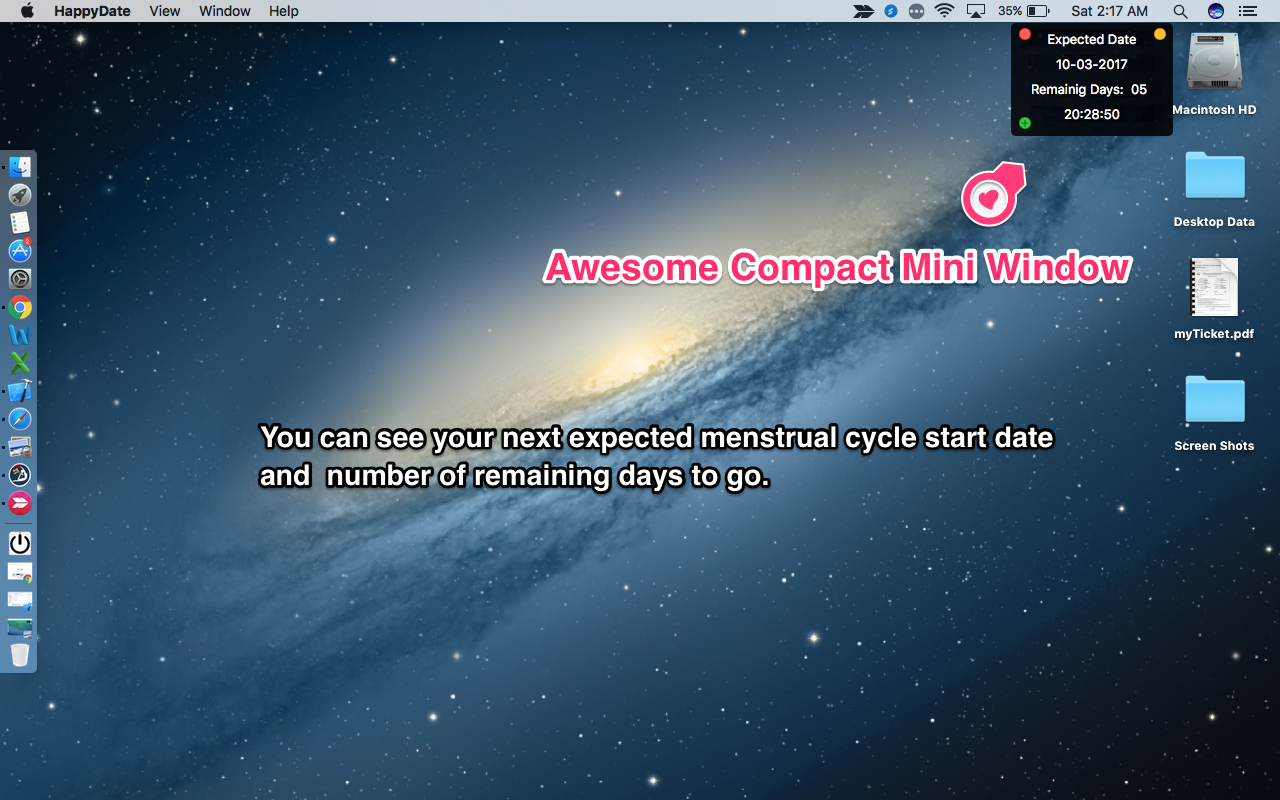 HappyDate View Window Help 35% Sat 2:17 AM
Expected Date
10-03-2017
Remainig Days: 05
20:28:50
Macintosh HD
Desktop Data
Awesome Compact Mini Window
myTicket.pdf
You can see your next expected menstrual cycle start date
and number of remaining days to go.
Screen Shots